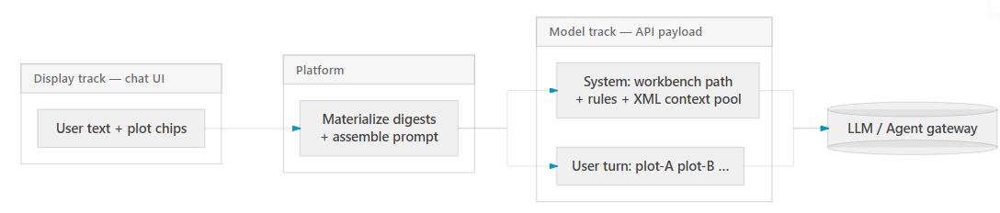 Display track — chat UI
User text + plot chips
Platform
Materialize digests
+ assemble prompt
Model track — API payload
System: workbench path
+ rules + XML context pool
User turn: plot-A plot-B ...
LLM / Agent gateway